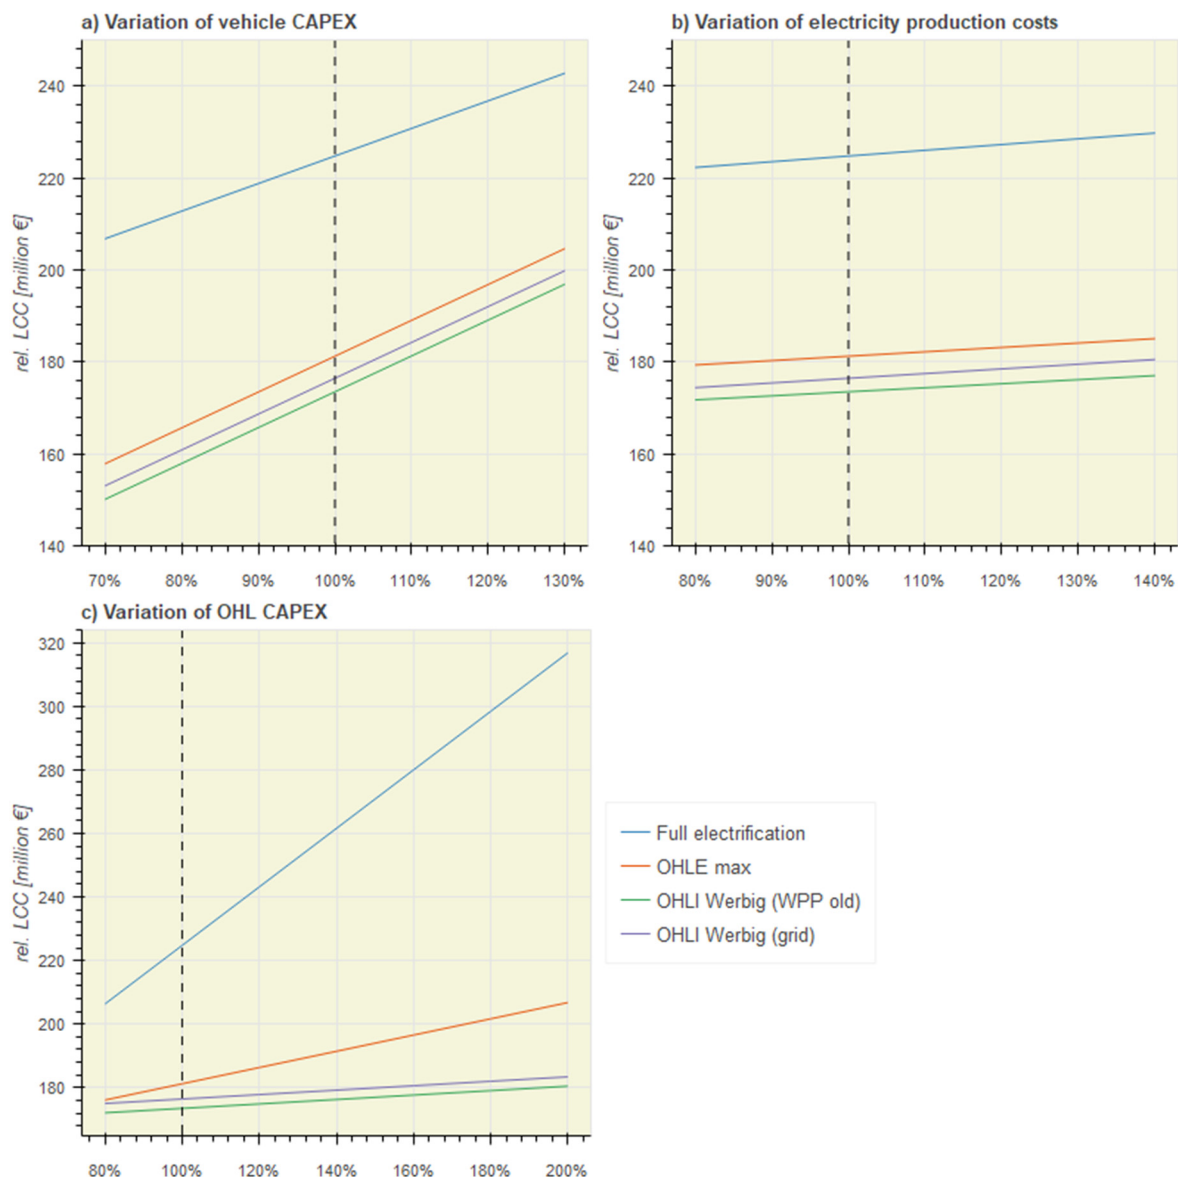 a) Variation of vehicle CAPEX
rel. LCC [million €]
240
220
200
180
160
140
70% 80% 90% 100% 110% 120% 130%
b) Variation of electricity production costs
rel. LCC [million €]
240
220
200
180
160
140
80% 90% 100% 110% 120% 130% 140%
c) Variation of OHL CAPEX
rel. LCC [million €]
320
300
280
260
240
220
200
180
80% 100% 120% 140% 160% 180% 200%
Full electrification
OHLE max
OHLI Werbig (WPP old)
OHLI Werbig (grid)